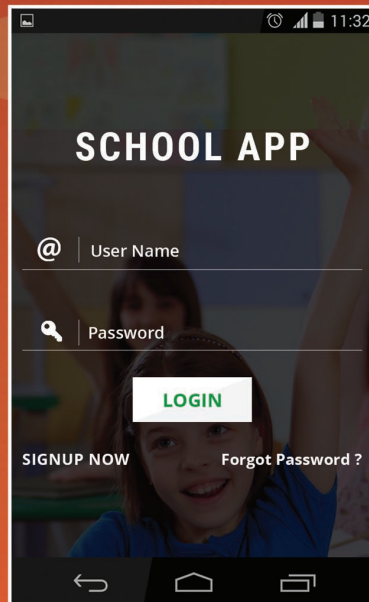 11:32
SCHOOL APP
@ User Name
Password
LOGIN
SIGNUP NOW Forgot Password ?